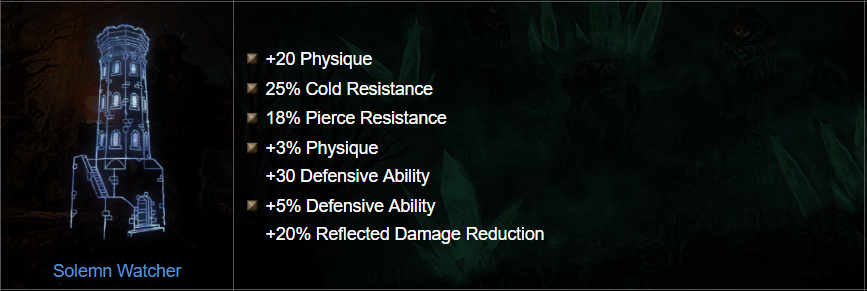 +20 Physique
25% Cold Resistance
18% Pierce Resistance
+3% Physique
+30 Defensive Ability
+5% Defensive Ability
+20% Reflected Damage Reduction
Solemn Watcher